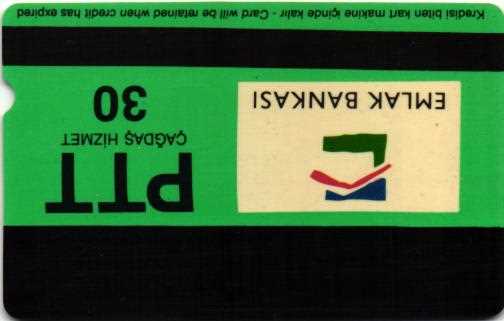 EMLAK BANKASI
PTT
ÇAĞDAŞ HİZMET
30
Kredisi biten kart makine içinde kalır - Card will be retained when credit has expired